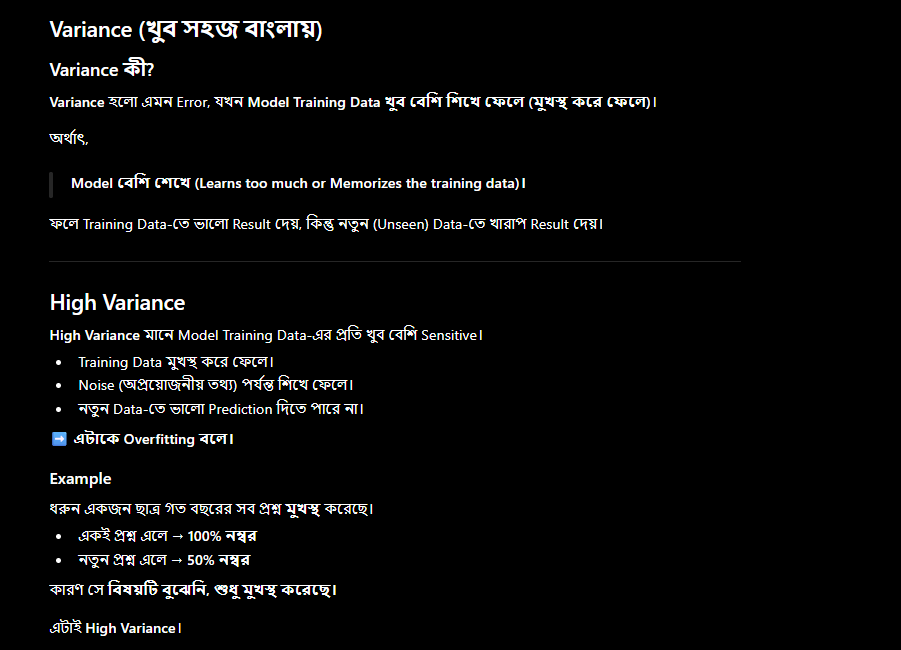 Variance (খুব সহজ বাংলায়)
Variance কী?
Variance হলো এমন Error, যখন Model Training Data খুব বেশি শিখে ফেলে (মুখস্থ করে ফেলে)।
অর্থাৎ,
Model বেশি শেখে (Learns too much or Memorizes the training data)।
ফলে Training Data-তে ভালো Result দেয়, কিন্তু নতুন (Unseen) Data-তে খারাপ Result দেয়।
High Variance
High Variance মানে Model Training Data-এর প্রতি খুব বেশি Sensitive।
• Training Data মুখস্থ করে ফেলে।
• Noise (অপ্রয়োজনীয় তথ্য) পর্যন্ত শিখে ফেলে।
• নতুন Data-তে ভালো Prediction দিতে পারে না।
➡️ এটাকে Overfitting বলে।
Example
ধরুন একজন ছাত্র গত বছরের সব প্রশ্ন মুখস্থ করেছে।
• একই প্রশ্ন এলে → 100% নম্বর
• নতুন প্রশ্ন এলে → 50% নম্বর
কারণ সে বিষয়টি বুঝেনি, শুধু মুখস্থ করেছে।
এটাই High Variance।